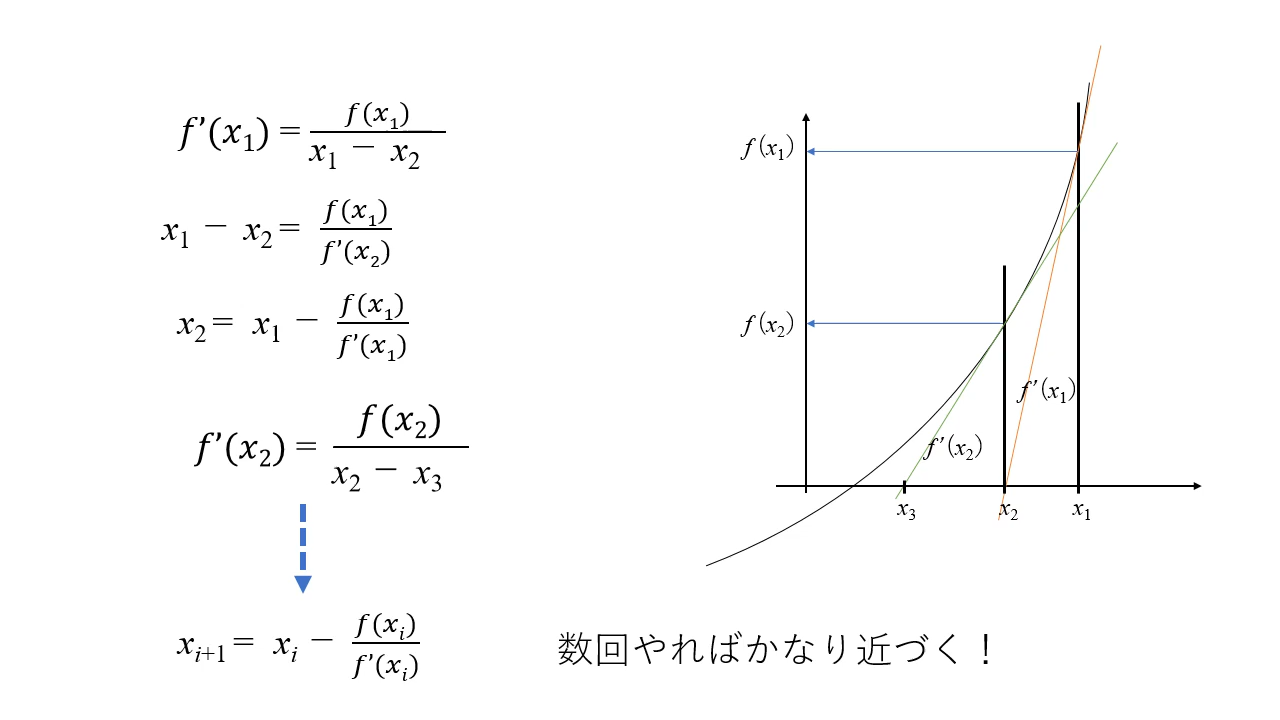 f’(x₁) = f(x₁) / (x₁ − x₂)
x₁ − x₂ = f(x₁) / f’(x₂)
x₂ = x₁ − f(x₁) / f’(x₁)
f’(x₂) = f(x₂) / (x₂ − x₃)
xᵢ₊₁ = xᵢ − f(xᵢ) / f’(xᵢ)
f(x₁)
f(x₂)
f’(x₁)
f’(x₂)
x₃ x₂ x₁
数回やればかなり近づく！